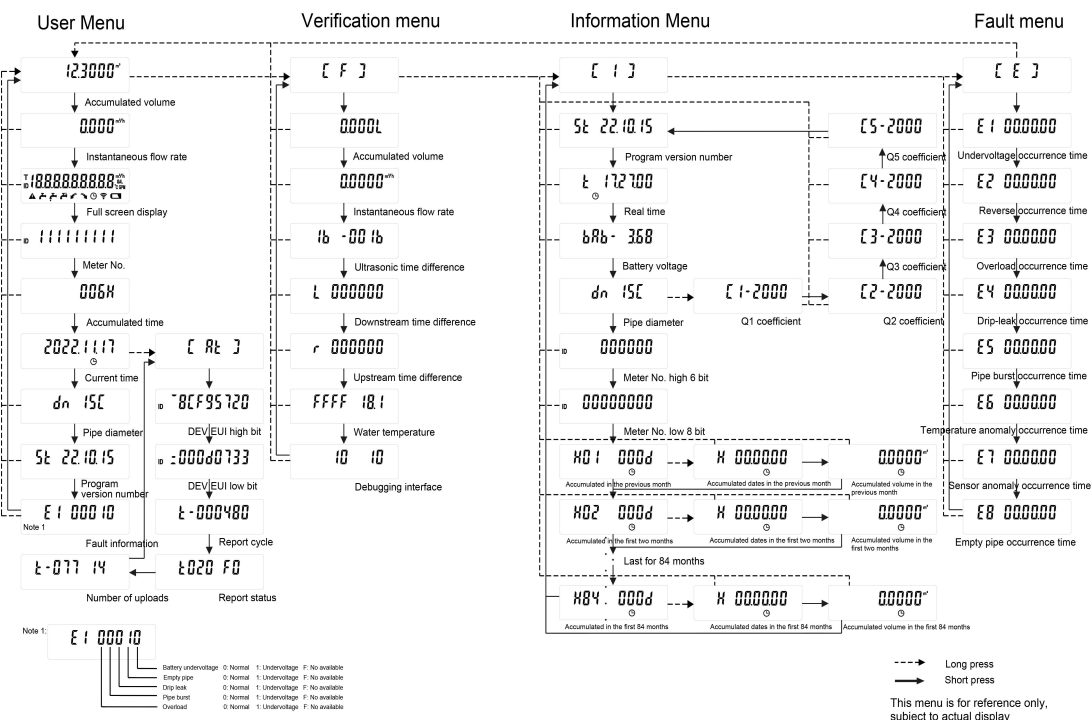 User Menu
Verification menu
Information Menu
Fault menu
12.3000 m³
Accumulated volume
0.000 m³/h
Instantaneous flow rate
Full screen display
ID 111111111
Meter No.
006H
Accumulated time
2022.11.17
Current time
dn 15C
Pipe diameter
St 22.10.15
Program
version number
E1 00010
Note 1
Fault information
t-077 14
Number of uploads
[ At ]
ID 8CF95720
DEV EUI high bit
ID 000d0733
DEV EUI low bit
t-000480
Report cycle
t020 F0
Report status
[ F ]
0.000L
Accumulated volume
0.0000 m³/h
Instantaneous flow rate
1b -001b
Ultrasonic time difference
L 000000
Downstream time difference
r 000000
Upstream time difference
FFFF 18.1
Water temperature
10 10
Debugging interface
[ 1 ]
St 22.10.15
Program version number
t 17.27.00
Real time
bAb- 3.68
Battery voltage
dn 15C
Pipe diameter
C1-2000
Q1 coefficient
C2-2000
Q2 coefficient
C3-2000
Q3 coefficient
C4-2000
Q4 coefficient
C5-2000
Q5 coefficient
ID 000000
Meter No. high 6 bit
ID 00000000
Meter No. low 8 bit
H01 000d
Accumulated in the previous month
H 00.00.00
Accumulated dates in the previous month
0.0000 m³
Accumulated volume in the
previous month
H02 000d
Accumulated in the first two months
H 00.00.00
Accumulated dates in the first two months
0.0000 m³
Accumulated volume in the
first two months
Last for 84 months
H84 000d
Accumulated in the first 84 months
H 00.00.00
Accumulated dates in the first 84 months
0.0000 m³
Accumulated volume in the first 84 months
[ E ]
E1 00.00.00
Undervoltage occurrence time
E2 00.00.00
Reverse occurrence time
E3 00.00.00
Overload occurrence time
E4 00.00.00
Drip-leak occurrence time
E5 00.00.00
Pipe burst occurrence time
E6 00.00.00
Temperature anomaly occurrence time
E7 00.00.00
Sensor anomaly occurrence time
E8 00.00.00
Empty pipe occurrence time
Note 1:
E1 00010
Battery undervoltage 0: Normal 1: Undervoltage F: No available
Empty pipe 0: Normal 1: Undervoltage F: No available
Drip leak 0: Normal 1: Undervoltage F: No available
Pipe burst 0: Normal 1: Undervoltage F: No available
Overload 0: Normal 1: Undervoltage F: No available
Long press
Short press
This menu is for reference only,
subject to actual display